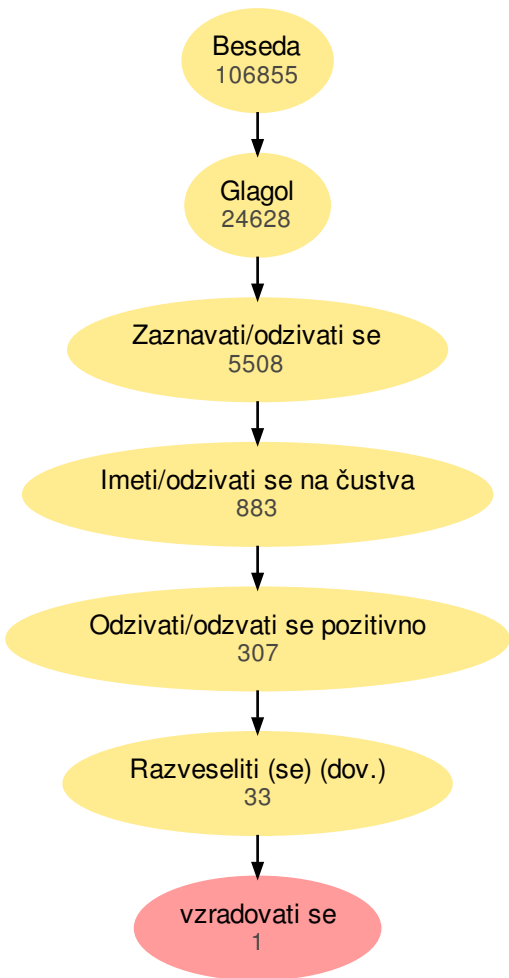 Beseda
106855
Glagol
24628
Zaznavati/odzivati se
5508
Imeti/odzivati se na čustva
883
Odzivati/odzvati se pozitivno
307
Razveseliti (se) (dov.)
33
vzradovati se
1